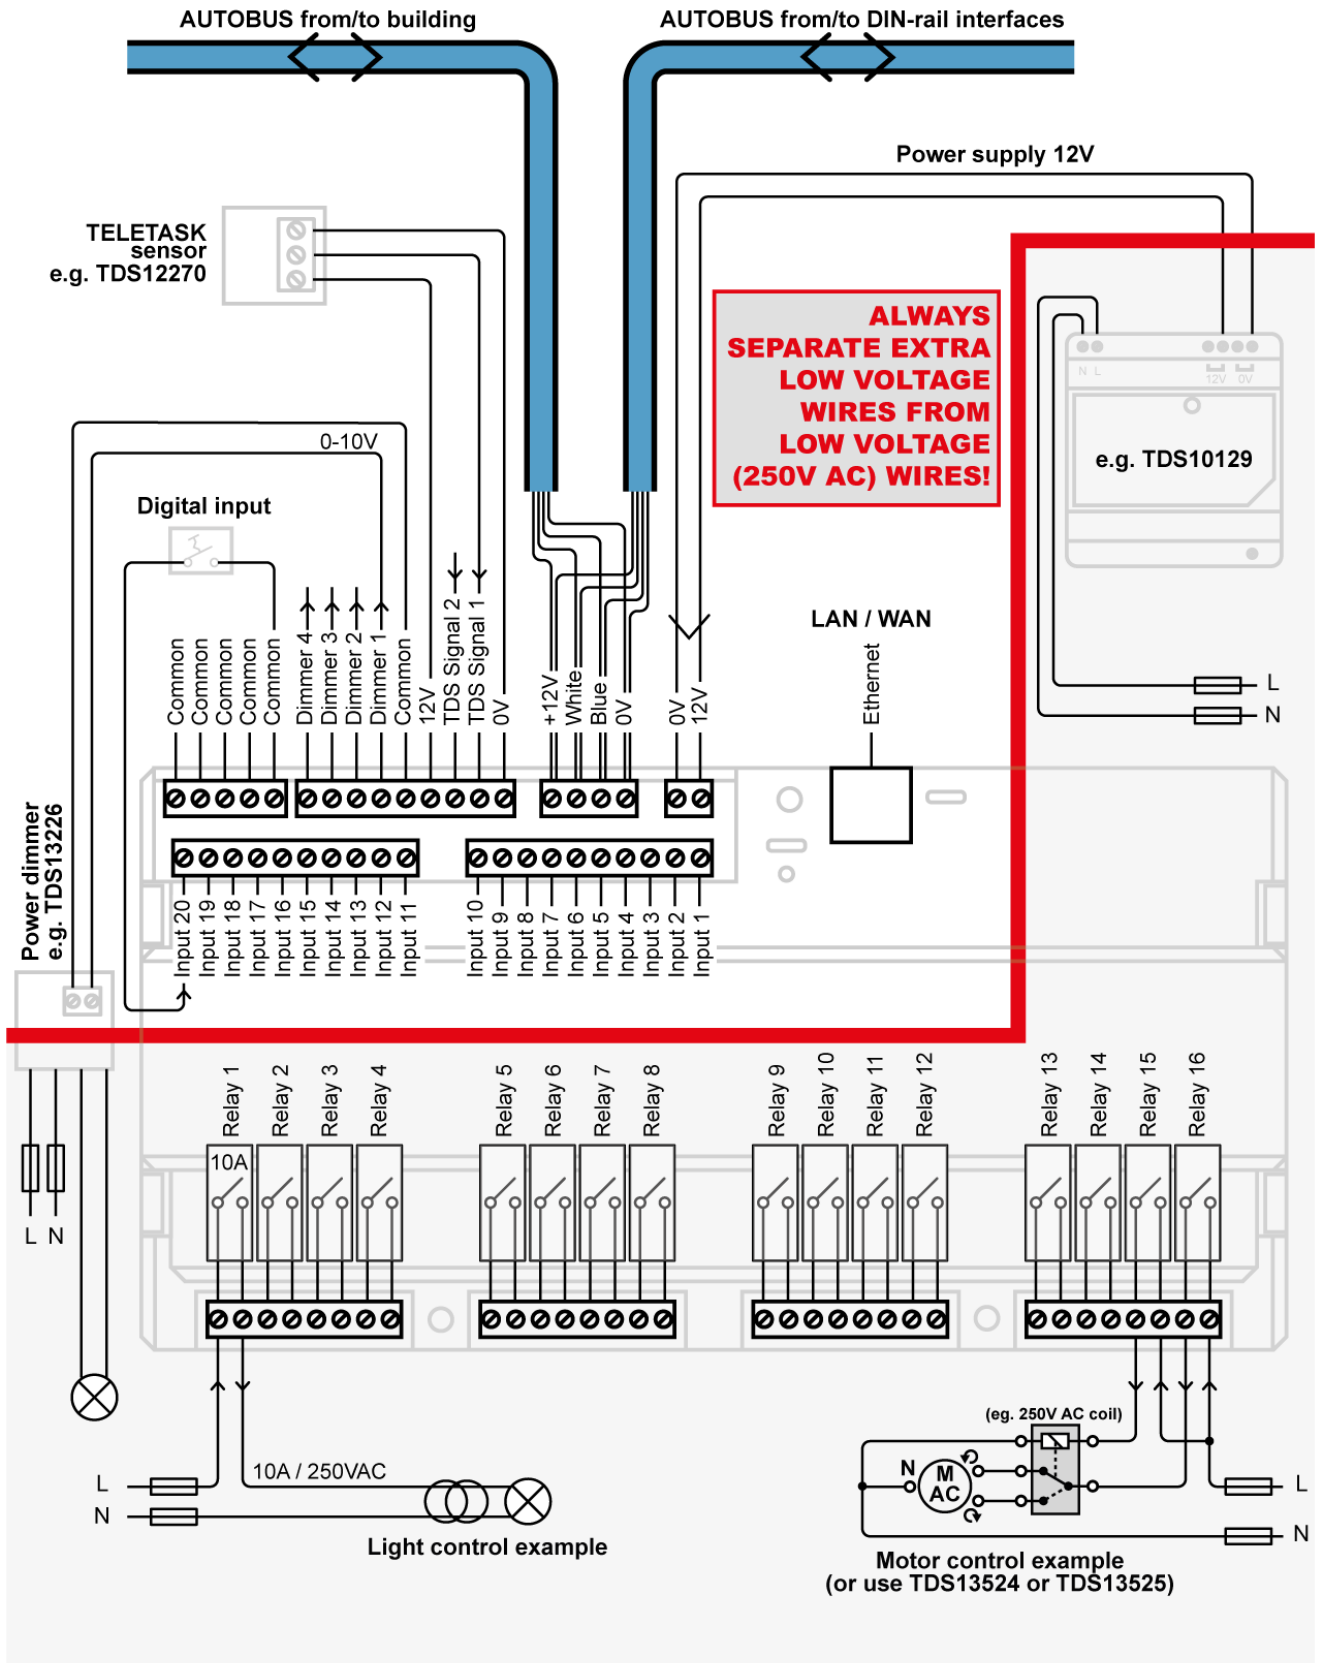 AUTOBUS from/to building
AUTOBUS from/to DIN-rail interfaces
Power supply 12V
TELETASK
sensor
e.g. TDS12270
ALWAYS
SEPARATE EXTRA
LOW VOLTAGE
WIRES FROM
LOW VOLTAGE
(250V AC) WIRES!
N L
12V 0V
e.g. TDS10129
0-10V
Digital input
LAN / WAN
Ethernet
L
N
Common
Common
Common
Common
Common
Dimmer 4
Dimmer 3
Dimmer 2
Dimmer 1
Common
12V
TDS Signal 2
TDS Signal 1
0V
+12V
White
Blue
0V
0V
12V
Power dimmer
e.g. TDS13226
Input 20
Input 19
Input 18
Input 17
Input 16
Input 15
Input 14
Input 13
Input 12
Input 11
Input 10
Input 9
Input 8
Input 7
Input 6
Input 5
Input 4
Input 3
Input 2
Input 1
Relay 1
Relay 2
Relay 3
Relay 4
Relay 5
Relay 6
Relay 7
Relay 8
Relay 9
Relay 10
Relay 11
Relay 12
Relay 13
Relay 14
Relay 15
Relay 16
10A
L N
(eg. 250V AC coil)
10A / 250VAC
L
N
Light control example
N
M
AC
L
N
Motor control example
(or use TDS13524 or TDS13525)